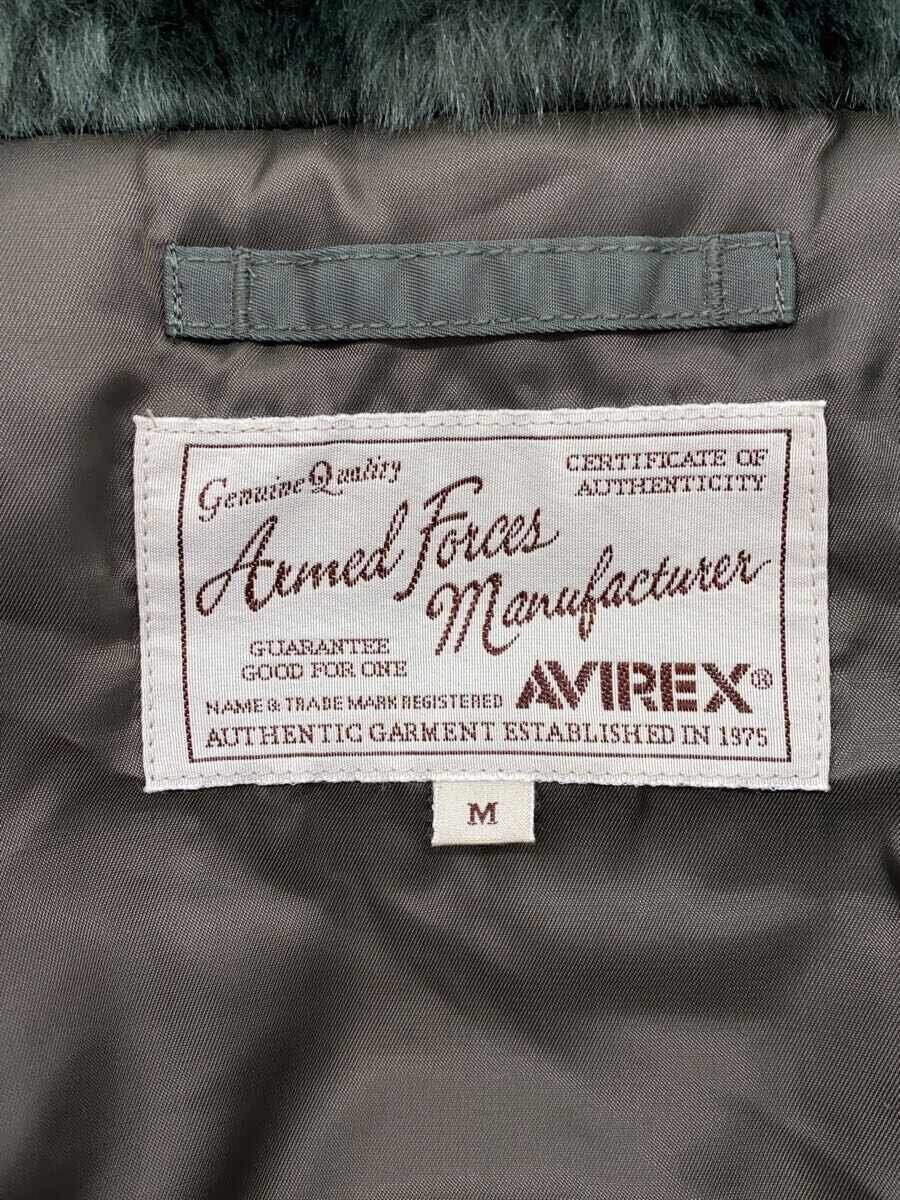 Genuine Quality
CERTIFICATE OF
AUTHENTICITY
Armed Forces
Manufacturer
GUARANTEE
GOOD FOR ONE
NAME & TRADE MARK REGISTERED
AVIREX®
AUTHENTIC GARMENT ESTABLISHED IN 1975
M